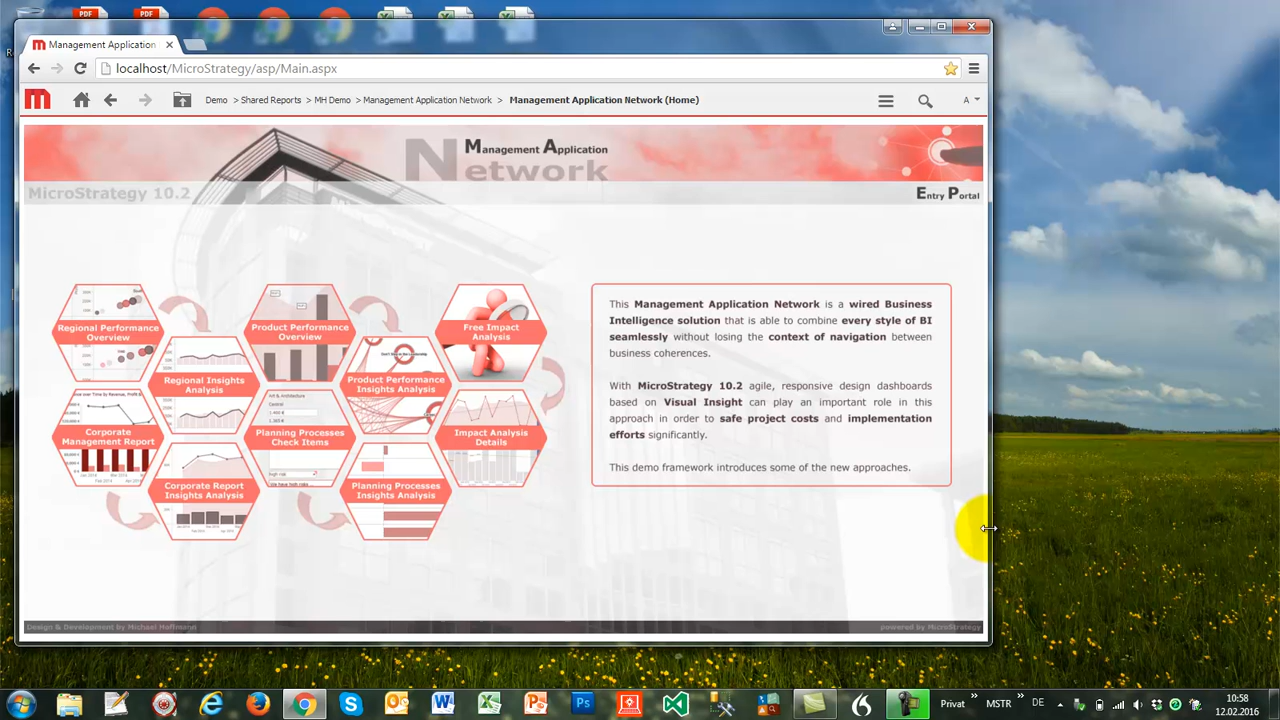 PDF PDF
Management Application
localhost/MicroStrategy/asp/Main.aspx
Demo > Shared Reports > MH Demo > Management Application Network > Management Application Network (Home)
A
Management Application
Network
MicroStrategy 10.2
Entry Portal
Regional Performance
Overview
Regional Insights
Analysis
Corporate
Management Report
Corporate Report
Insights Analysis
Product Performance
Overview
Product Performance
Insights Analysis
Planning Processes
Check Items
Planning Processes
Insights Analysis
Free Impact
Analysis
Impact Analysis
Details
This Management Application Network is a wired Business
Intelligence solution that is able to combine every style of BI
seamlessly without losing the context of navigation between
business coherences.
With MicroStrategy 10.2 agile, responsive design dashboards
based on Visual Insight can play an important role in this
approach in order to safe project costs and implementation
efforts significantly.
This demo framework introduces some of the new approaches.
Design & Development by Michael Hoffmann
powered by MicroStrategy
Privat
MSTR
DE
10:58
12.02.2016